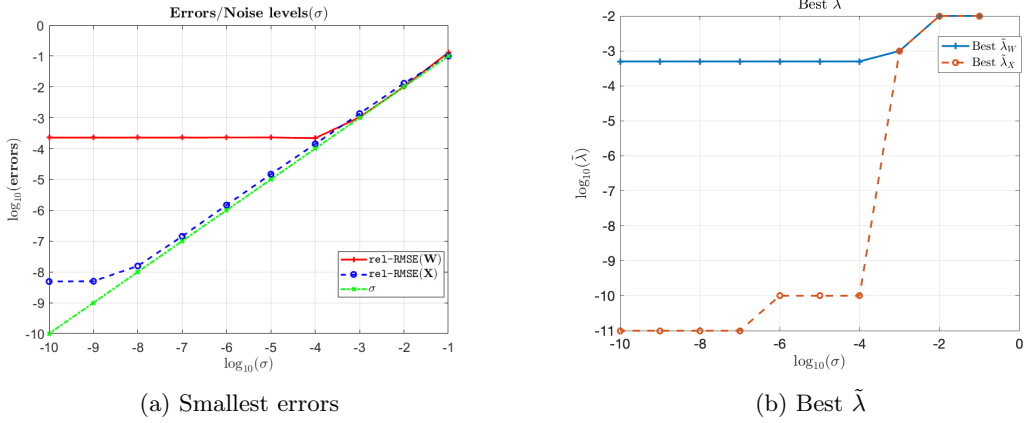 Errors/Noise levels(σ)
0
-1
-2
-3
-4
-5
-6
-7
-8
-9
-10
log₁₀(errors)
rel-RMSE(W)
rel-RMSE(X)
σ
-10 -9 -8 -7 -6 -5 -4 -3 -2 -1
log₁₀(σ)
(a) Smallest errors
Best λ
-2
-3
-4
-5
-6
-7
-8
-9
-10
-11
log₁₀(λ̃)
Best λ̃_W
Best λ̃_X
-10 -8 -6 -4 -2 0
log₁₀(σ)
(b) Best λ̃